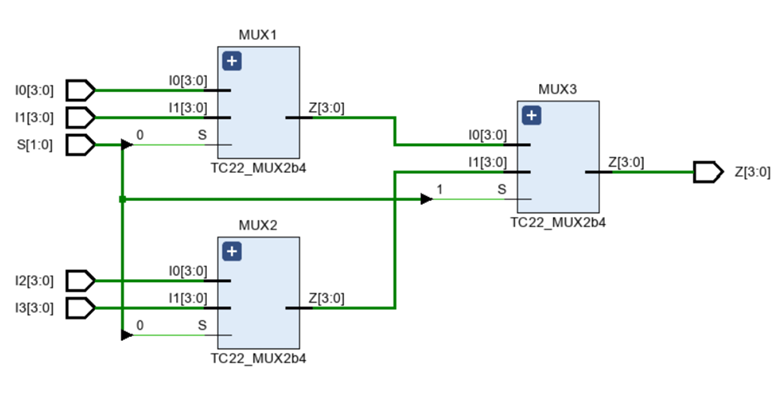 MUX1
I0[3:0]
I0[3:0]
I1[3:0]
I1[3:0]
Z[3:0]
S[1:0]
0
S
TC22_MUX2b4
MUX3
I0[3:0]
I1[3:0]
Z[3:0]
Z[3:0]
1
S
TC22_MUX2b4
MUX2
I2[3:0]
I0[3:0]
I3[3:0]
I1[3:0]
Z[3:0]
0
S
TC22_MUX2b4